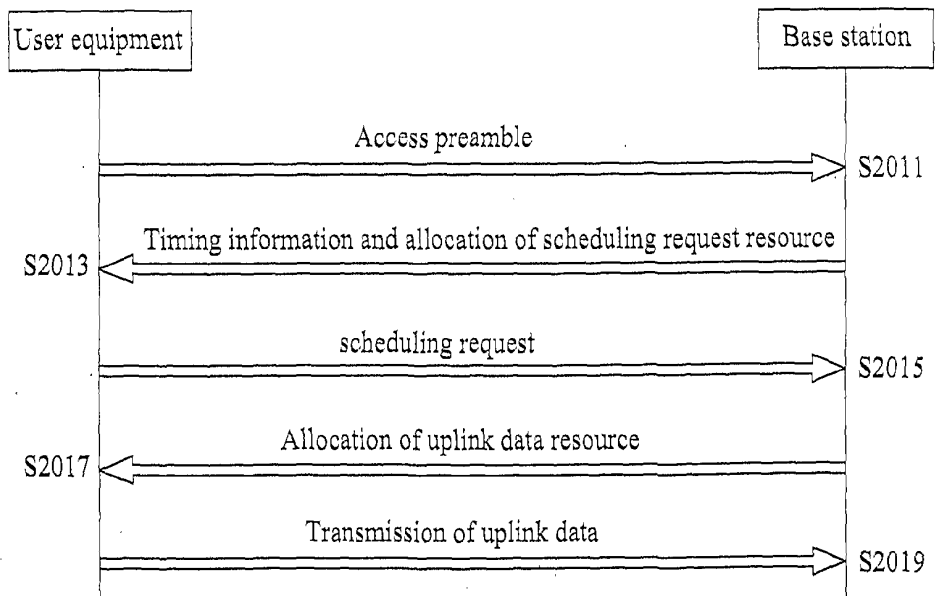 User equipment
Base station
Access preamble
S2011
Timing information and allocation of scheduling request resource
S2013
scheduling request
S2015
Allocation of uplink data resource
S2017
Transmission of uplink data
S2019